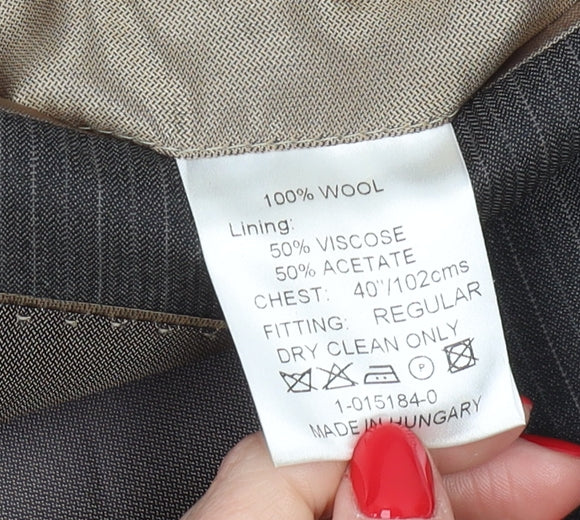 100% WOOL
Lining:
50% VISCOSE
50% ACETATE
CHEST: 40"/102cms
FITTING: REGULAR
DRY CLEAN ONLY
P
1-015184-0
MADE IN HUNGARY